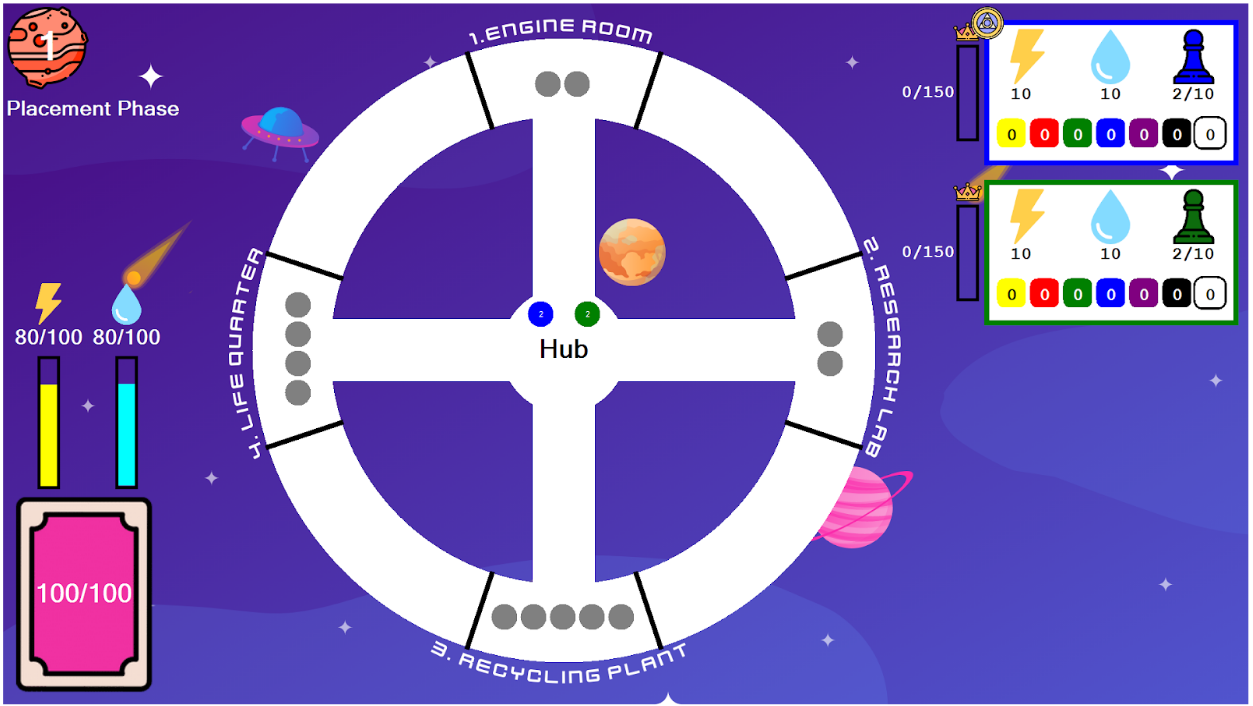 1
Placement Phase
1.ENGINE ROOM
2. RESEARCH LAB
3. RECYCLING PLANT
4. LIFE QUARTER
2 2
Hub
80/100 80/100
100/100
0/150
10 10 2/10
0 0 0 0 0 0 0
0/150
10 10 2/10
0 0 0 0 0 0 0